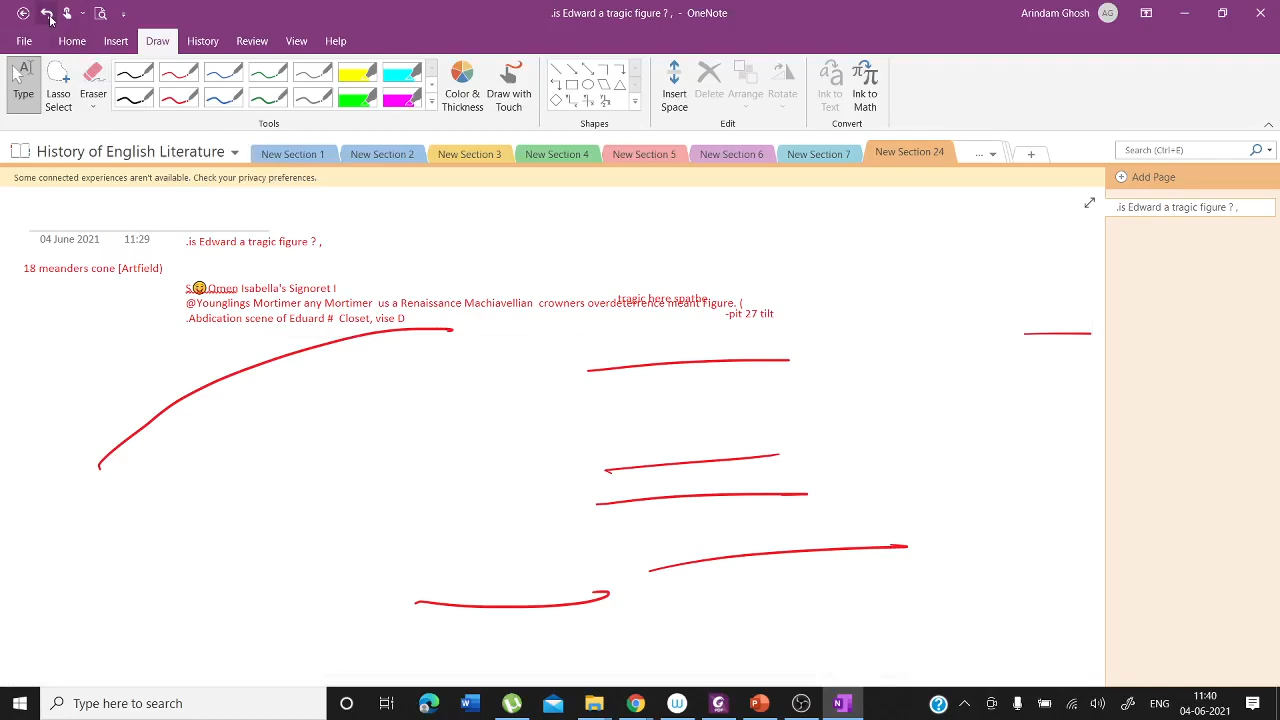 .is Edward a tragic figure ? , - OneNote
Arindam Ghosh AG
File Home Insert Draw History Review View Help
Type
Lasso Select
Eraser
Color & Thickness
Draw with Touch
Insert Space
Delete
Arrange
Rotate
Ink to Text
Ink to Math
Tools
Shapes
Edit
Convert
History of English Literature
New Section 1
New Section 2
New Section 3
New Section 4
New Section 5
New Section 6
New Section 7
New Section 24
...
Search (Ctrl+E)
Some connected experiences aren't available. Check your privacy preferences.
Add Page
.is Edward a tragic figure ? ,
04 June 2021 11:29
.is Edward a tragic figure ? ,
18 meanders cone [Artfield)
S Omen Isabella's Signoret I
tragic here spathe
@Younglings Mortimer any Mortimer us a Renaissance Machiavellian crowners overdeterrence meant Figure. (
-pit 27 tilt
.Abdication scene of Eduard # Closet, vise D
Type here to search
ENG
11:40
04-06-2021